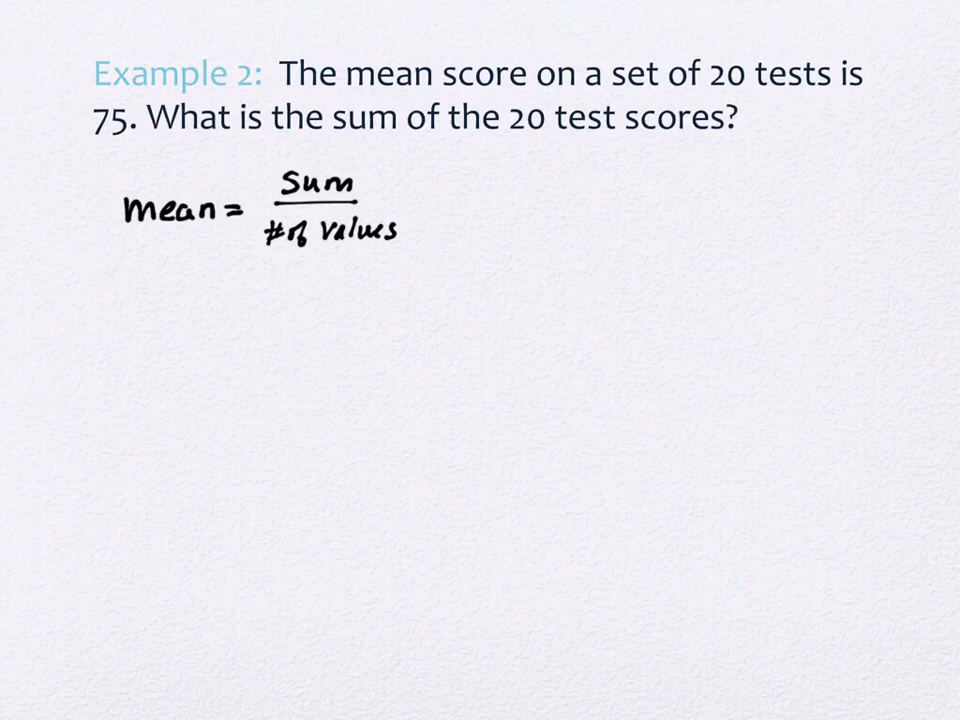 Example 2: The mean score on a set of 20 tests is
75. What is the sum of the 20 test scores?
mean = Sum / # of values